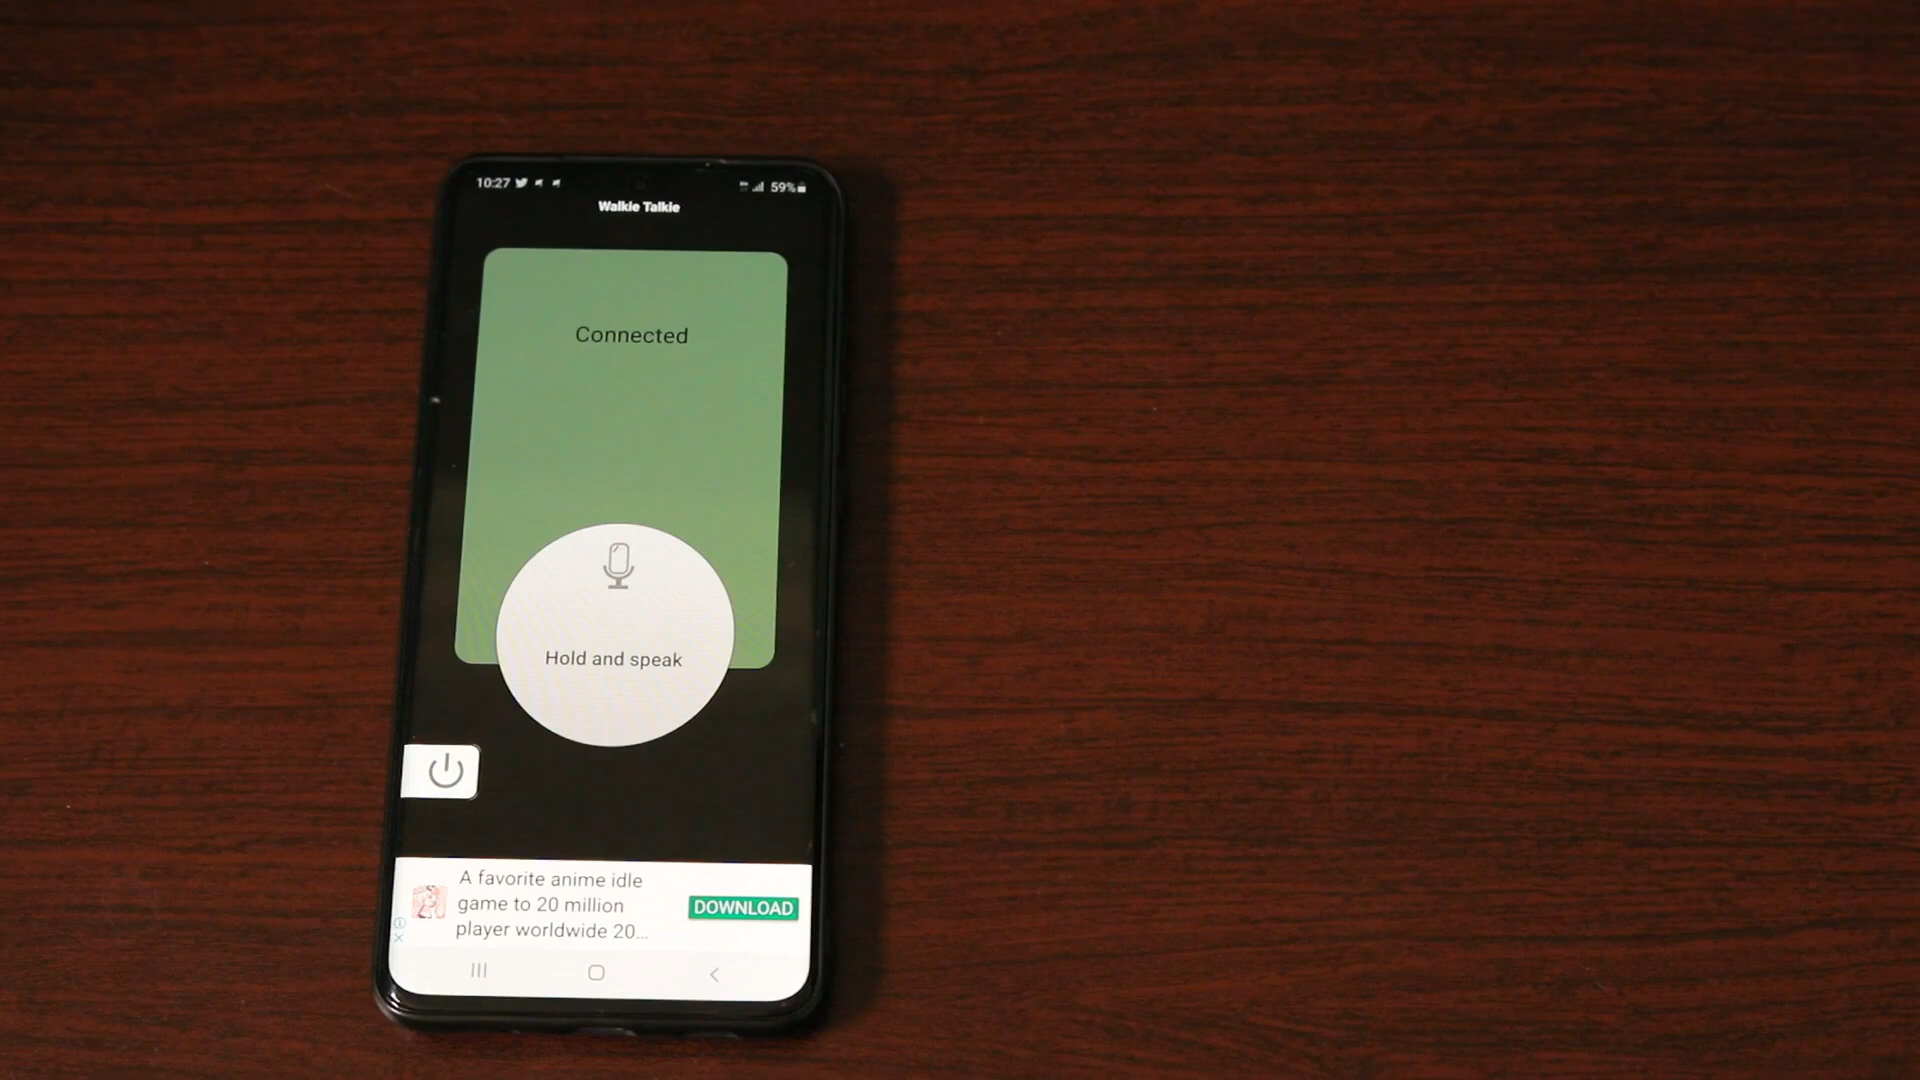 10:27
59%
Walkie Talkie
Connected
Hold and speak
A favorite anime idle
game to 20 million
player worldwide 20...
DOWNLOAD